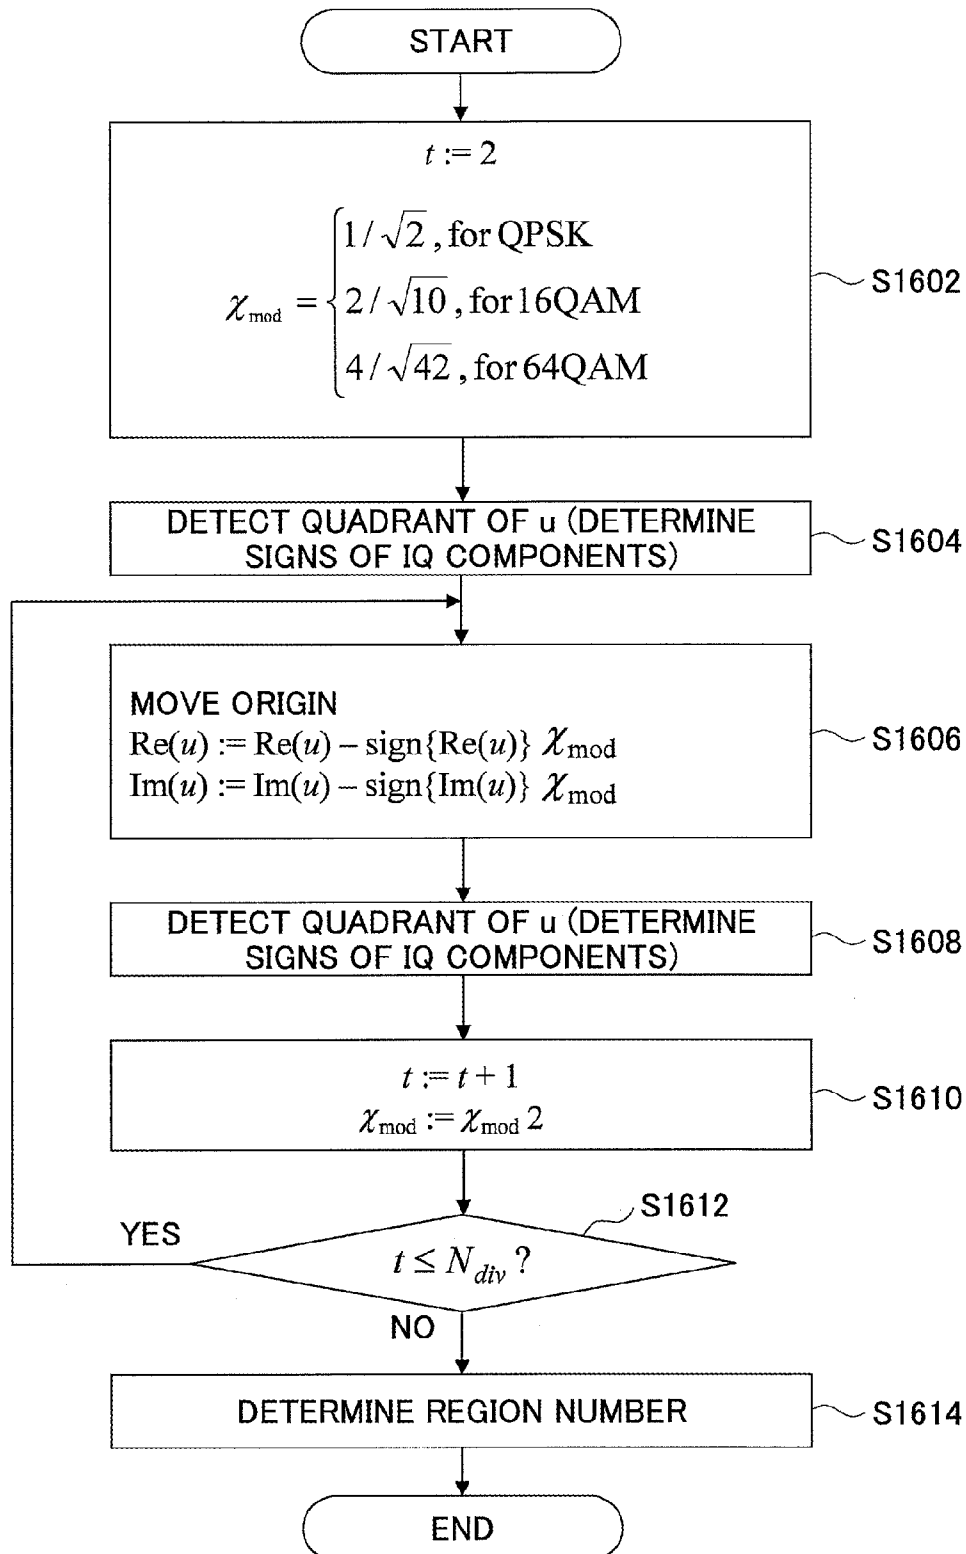 START
t := 2
χmod = { 1/√2 , for QPSK
2/√10 , for 16QAM
4/√42 , for 64QAM
S1602
DETECT QUADRANT OF u (DETERMINE
SIGNS OF IQ COMPONENTS)
S1604
MOVE ORIGIN
Re(u) := Re(u) − sign{Re(u)} χmod
Im(u) := Im(u) − sign{Im(u)} χmod
S1606
DETECT QUADRANT OF u (DETERMINE
SIGNS OF IQ COMPONENTS)
S1608
t := t + 1
χmod := χmod 2
S1610
S1612
YES
t ≤ Ndiv ?
NO
DETERMINE REGION NUMBER
S1614
END